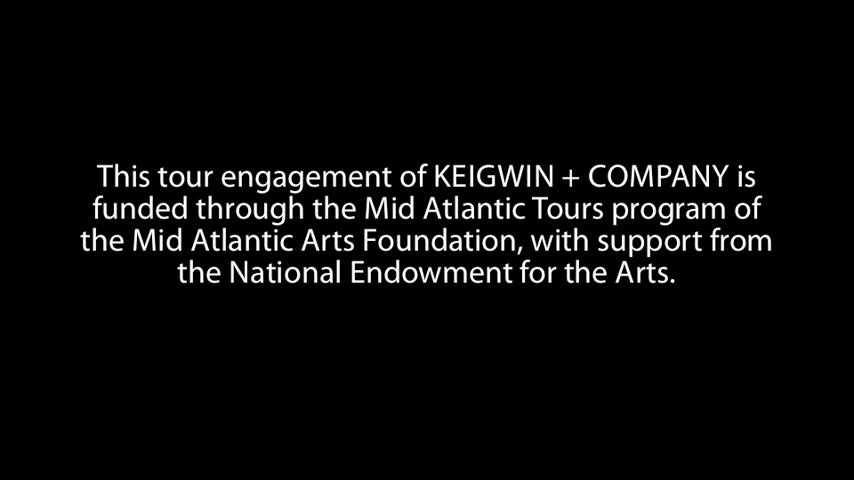 This tour engagement of KEIGWIN + COMPANY is
funded through the Mid Atlantic Tours program of
the Mid Atlantic Arts Foundation, with support from
the National Endowment for the Arts.